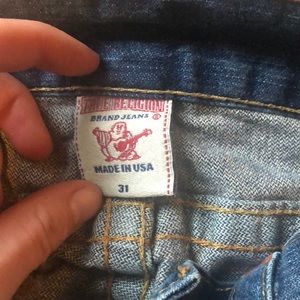 TRUE RELIGION
BRAND JEANS
MADE IN USA
31